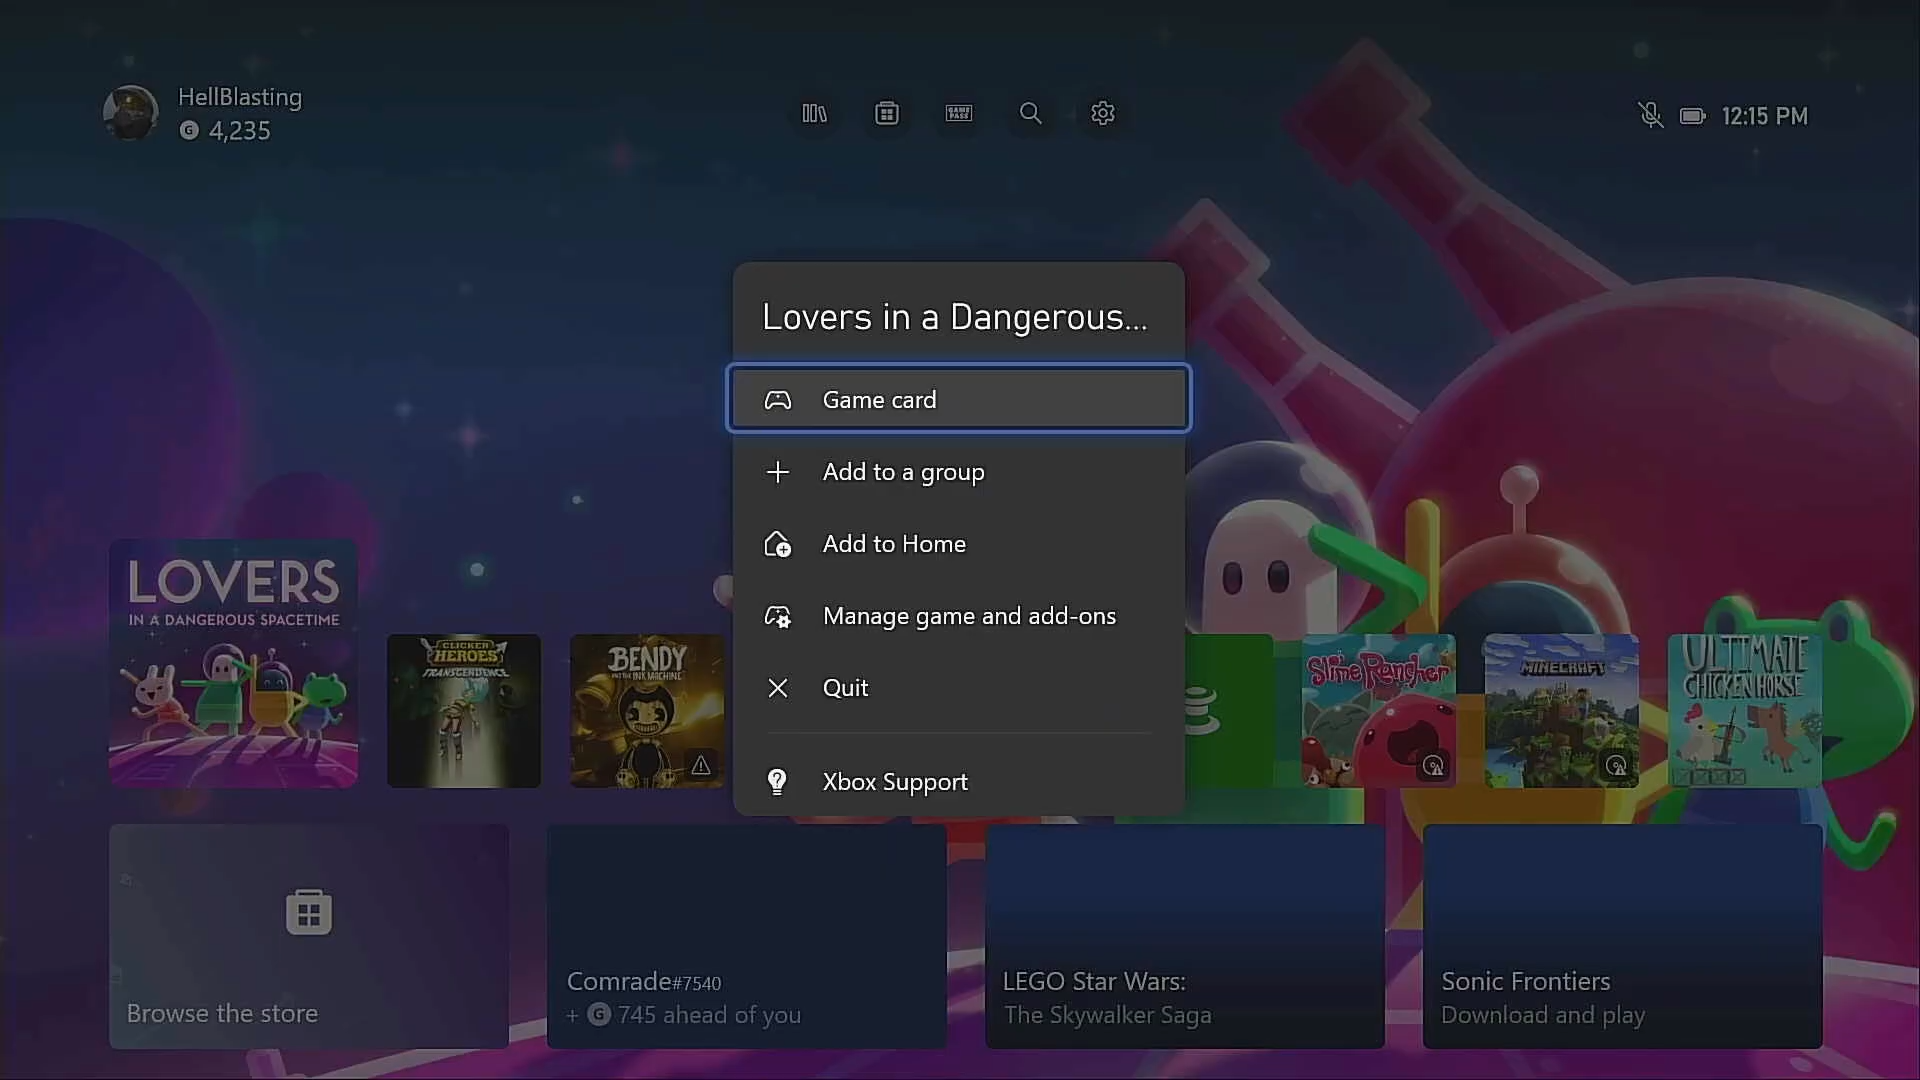 HellBlasting
G 4,235
GAME PASS
12:15 PM
Lovers in a Dangerous...
Game card
Add to a group
Add to Home
Manage game and add-ons
Quit
Xbox Support
LOVERS
IN A DANGEROUS SPACETIME
CLICKER
HEROES
TRANSCENDENCE
BENDY
AND THE INK MACHINE
Slime Rancher
MINECRAFT
ULTIMATE
CHICKEN HORSE
Browse the store
Comrade#7540
+ G 745 ahead of you
LEGO Star Wars:
The Skywalker Saga
Sonic Frontiers
Download and play